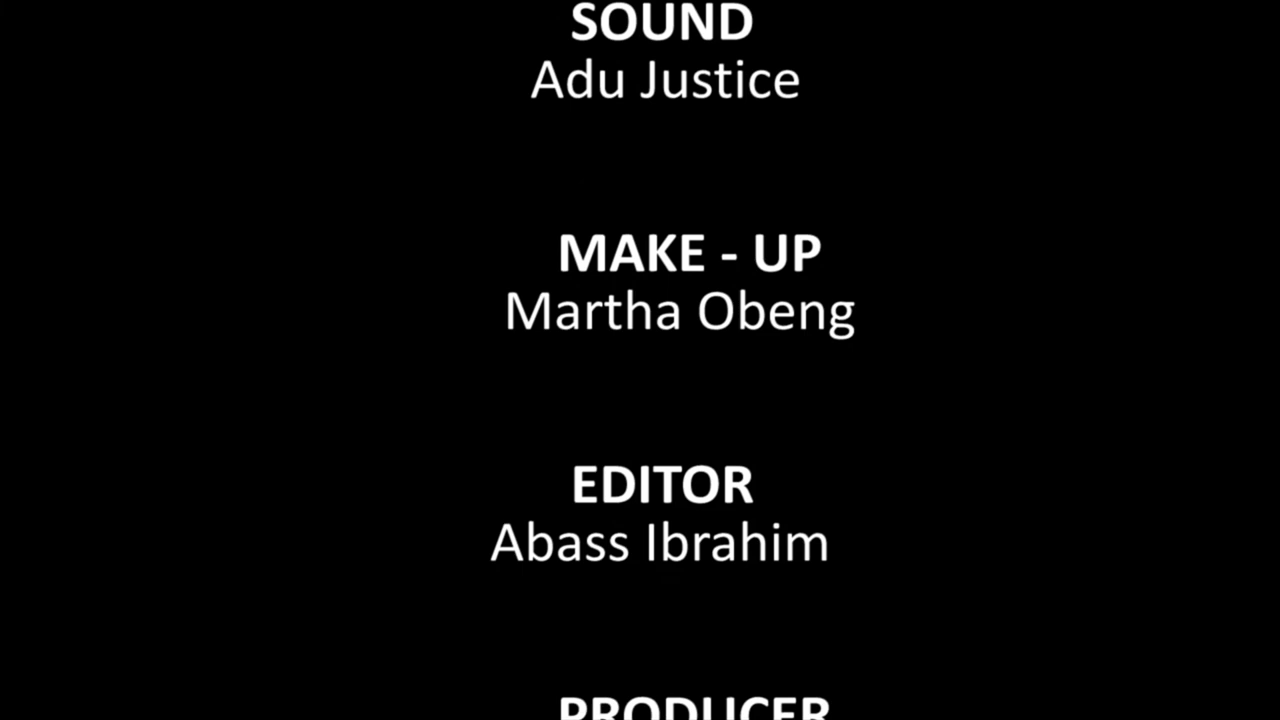 SOUND
Adu Justice
MAKE - UP
Martha Obeng
EDITOR
Abass Ibrahim
PRODUCER